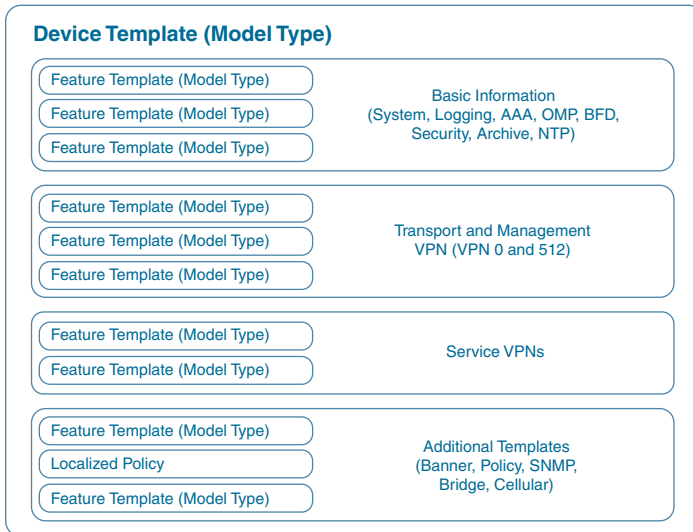 Device Template (Model Type)
Feature Template (Model Type)
Feature Template (Model Type)
Feature Template (Model Type)
Basic Information
(System, Logging, AAA, OMP, BFD,
Security, Archive, NTP)
Feature Template (Model Type)
Feature Template (Model Type)
Feature Template (Model Type)
Transport and Management
VPN (VPN 0 and 512)
Feature Template (Model Type)
Feature Template (Model Type)
Service VPNs
Feature Template (Model Type)
Localized Policy
Feature Template (Model Type)
Additional Templates
(Banner, Policy, SNMP,
Bridge, Cellular)